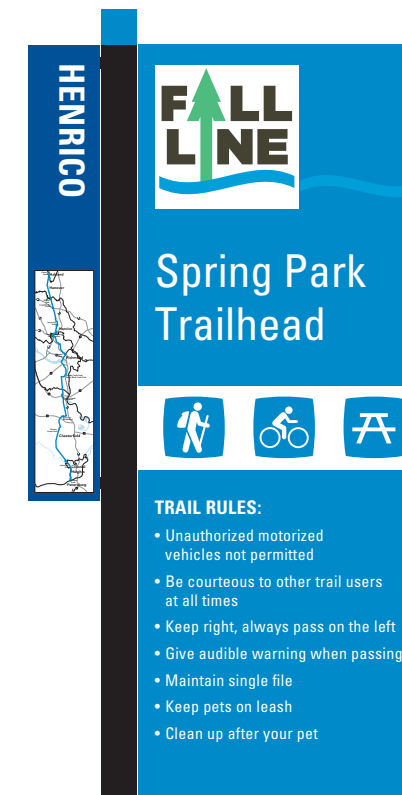 HENRICO
FALL
LINE
Spring Park
Trailhead
Chesterfield
TRAIL RULES:
• Unauthorized motorized
vehicles not permitted
• Be courteous to other trail users
at all times
• Keep right, always pass on the left
• Give audible warning when passing
• Maintain single file
• Keep pets on leash
• Clean up after your pet